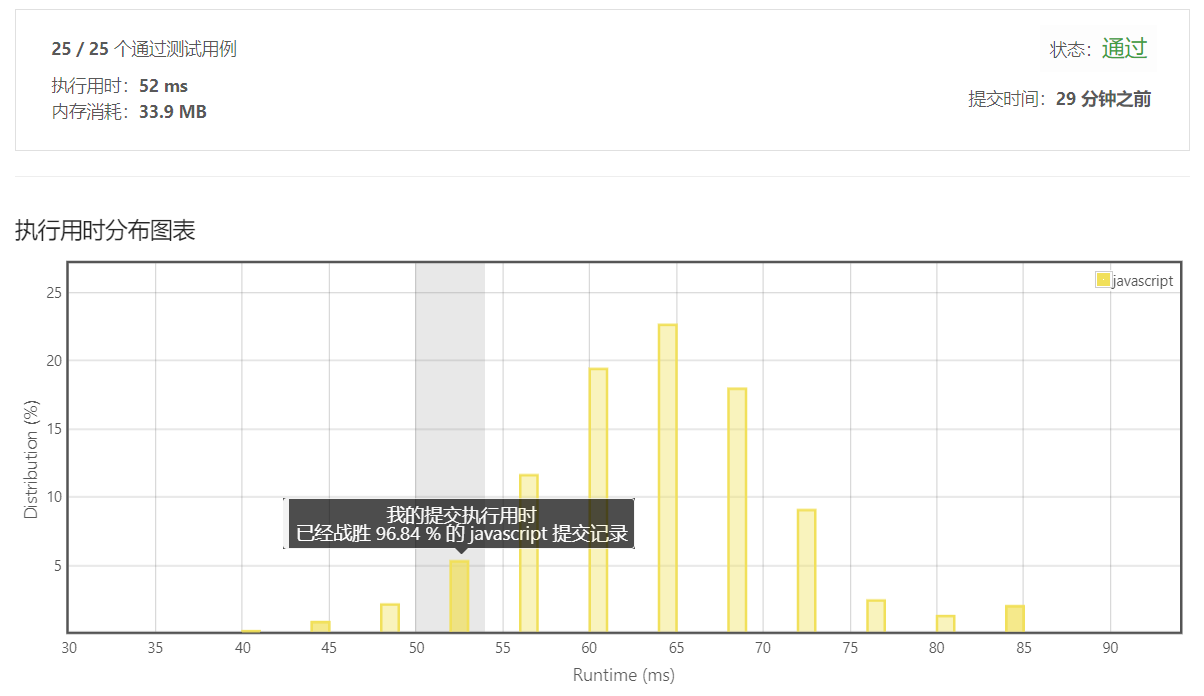 25 / 25 个通过测试用例
状态：通过
执行用时：52 ms
内存消耗：33.9 MB
提交时间：29 分钟之前
执行用时分布图表
javascript
25
20
15
10
5
Distribution (%)
我的提交执行用时
已经战胜 96.84 % 的 javascript 提交记录
30 35 40 45 50 55 60 65 70 75 80 85 90
Runtime (ms)